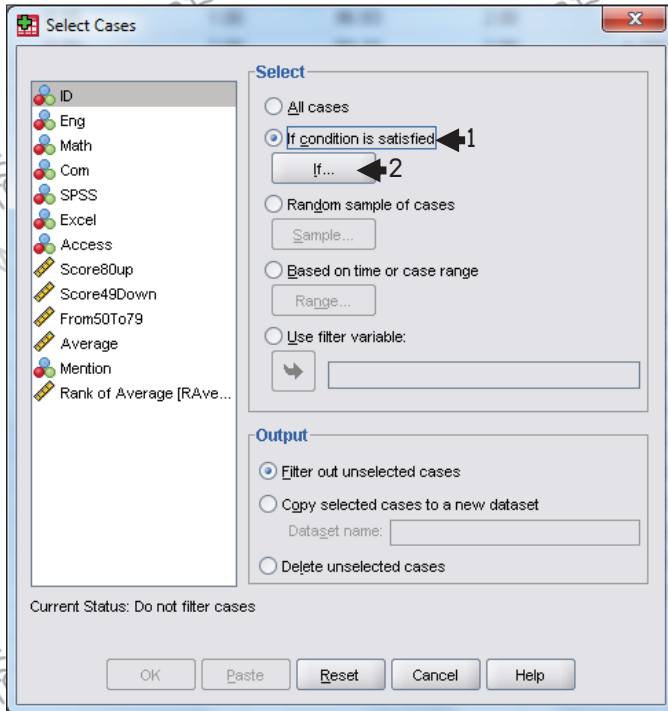 Select Cases
ID
Eng
Math
Com
SPSS
Excel
Access
Score80up
Score49Down
From50To79
Average
Mention
Rank of Average [RAve...
Select
All cases
If condition is satisfied 1
If... 2
Random sample of cases
Sample...
Based on time or case range
Range...
Use filter variable:
Output
Filter out unselected cases
Copy selected cases to a new dataset
Dataset name:
Delete unselected cases
Current Status: Do not filter cases
OK Paste Reset Cancel Help